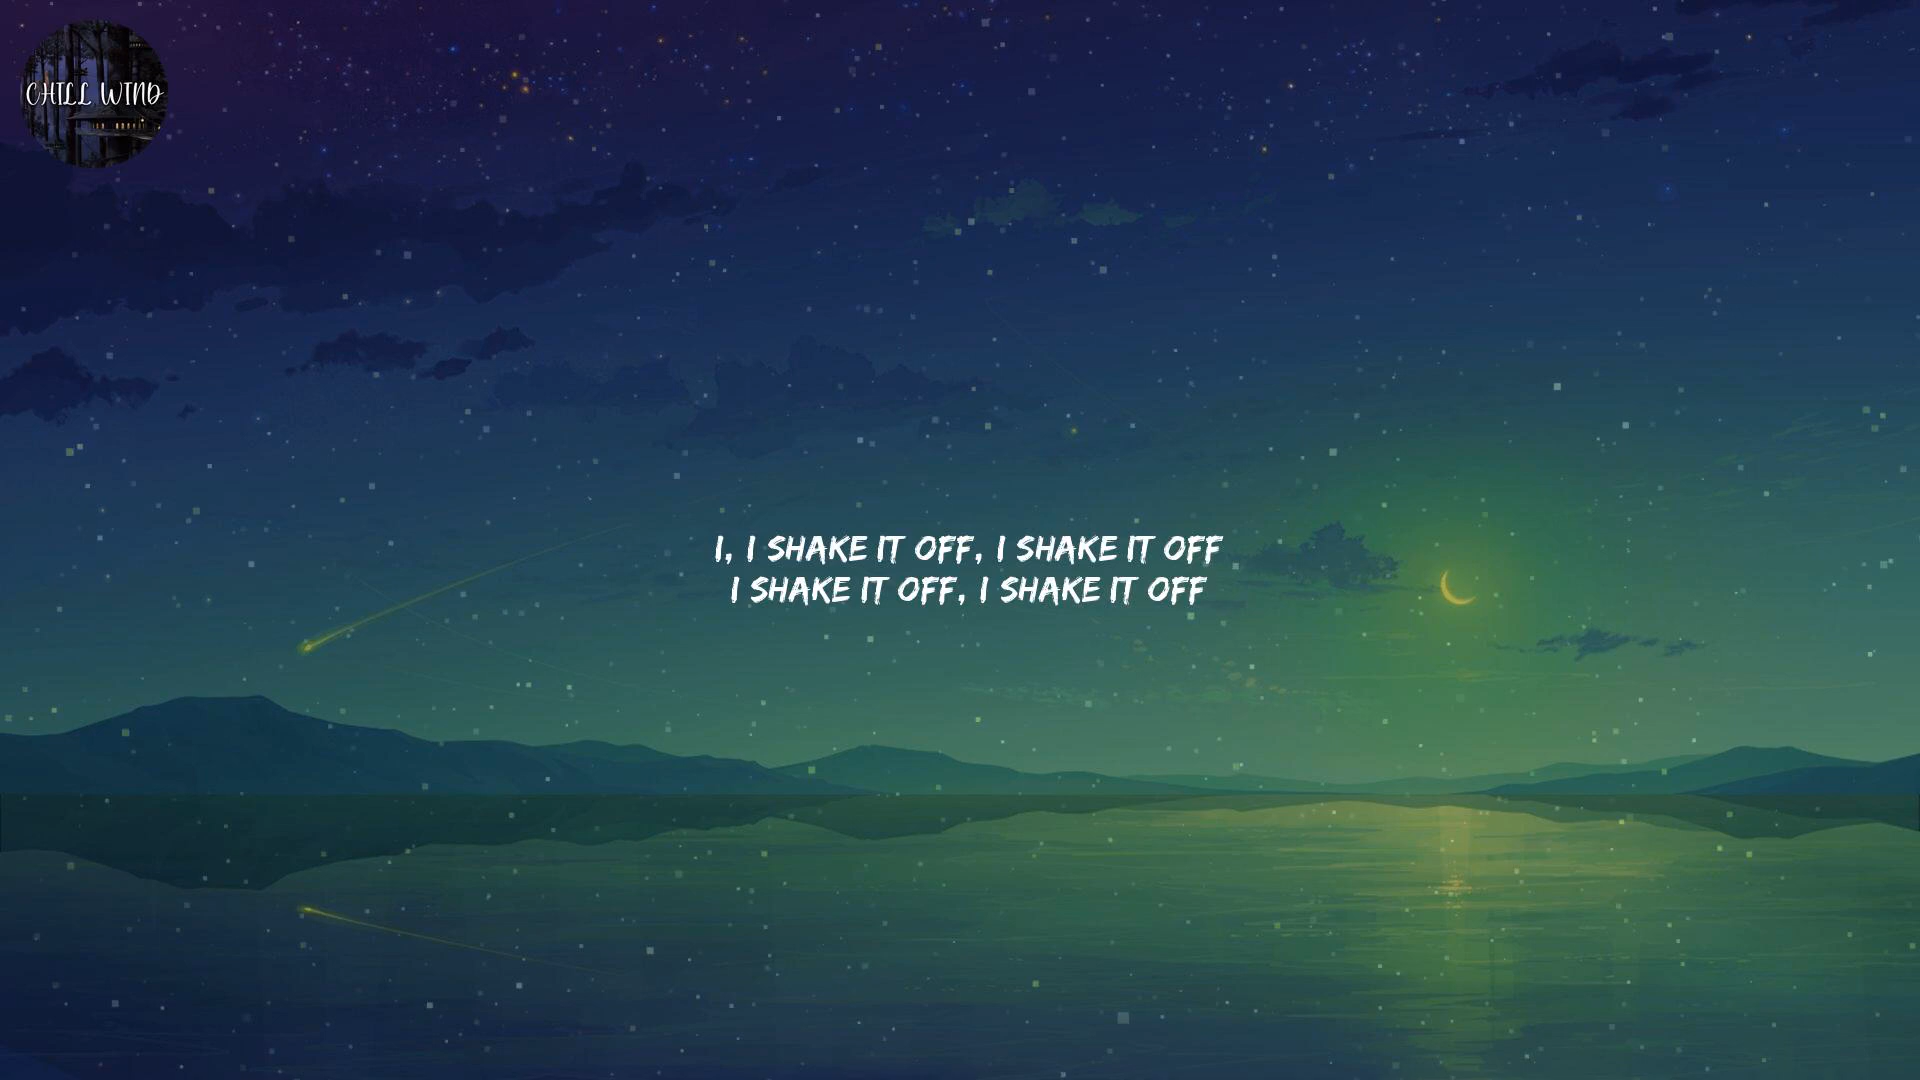 CHILL WIND
I, I SHAKE IT OFF, I SHAKE IT OFF
I SHAKE IT OFF, I SHAKE IT OFF